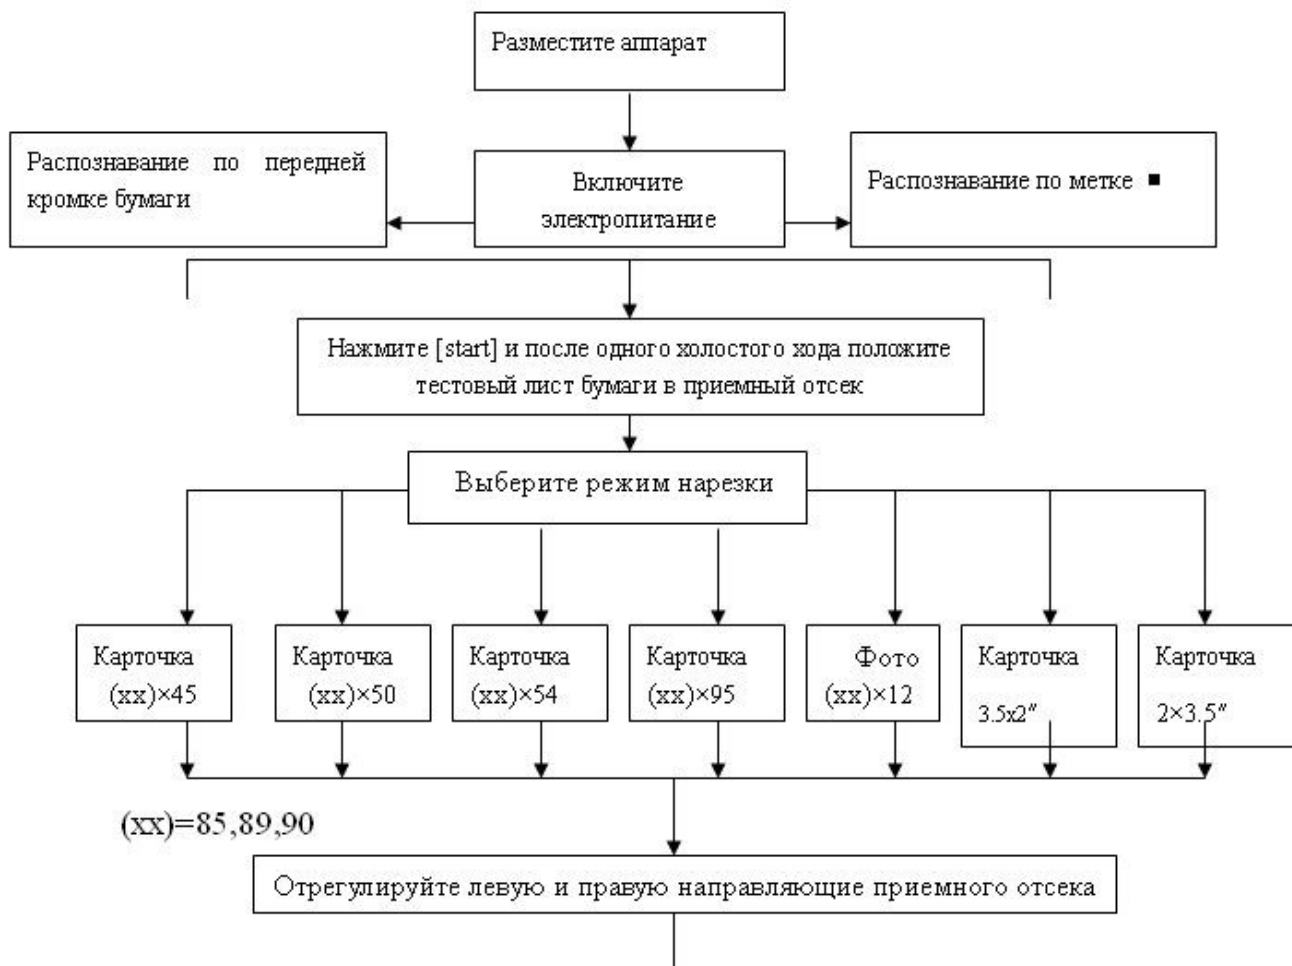 Разместите аппарат
Распознавание по передней
кромке бумаги
Включите
электропитание
Распознавание по метке ■
Нажмите [start] и после одного холостого хода положите
тестовый лист бумаги в приемный отсек
Выберите режим нарезки
Карточка
(xx)×45
Карточка
(xx)×50
Карточка
(xx)×54
Карточка
(xx)×95
Фото
(xx)×12
Карточка
3.5x2"
Карточка
2×3.5"
(xx)=85,89,90
Отрегулируйте левую и правую направляющие приемного отсека